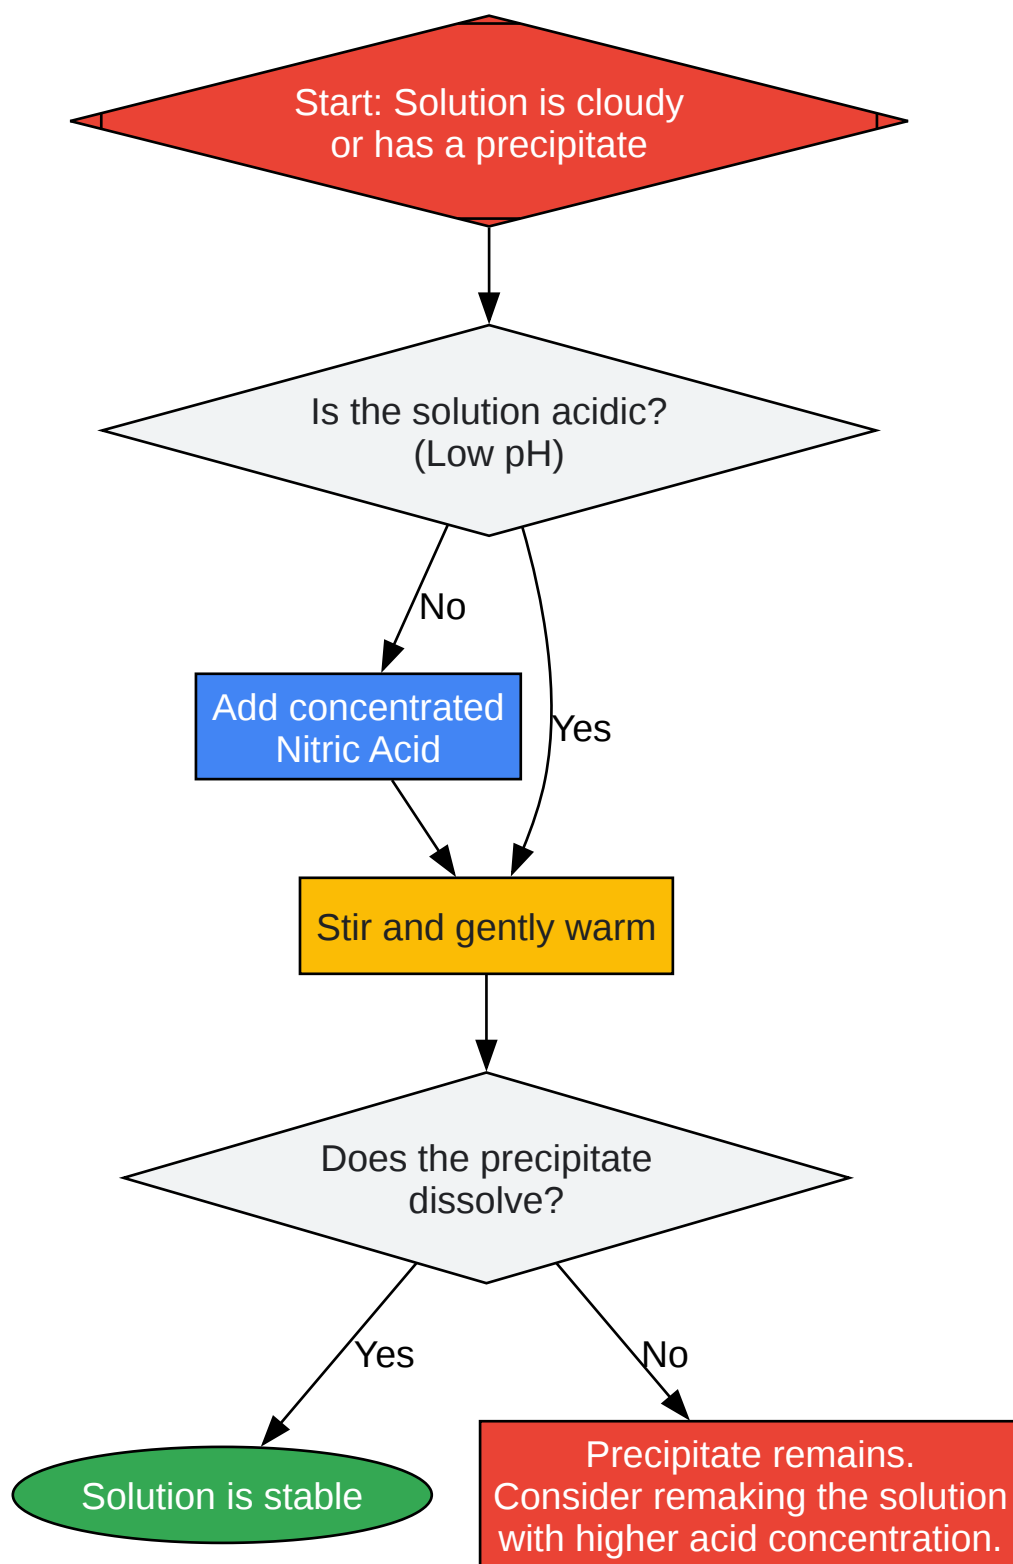 Start: Solution is cloudy
or has a precipitate
Is the solution acidic?
(Low pH)
No
Add concentrated
Nitric Acid
Yes
Stir and gently warm
Does the precipitate
dissolve?
Yes
No
Solution is stable
Precipitate remains.
Consider remaking the solution
with higher acid concentration.